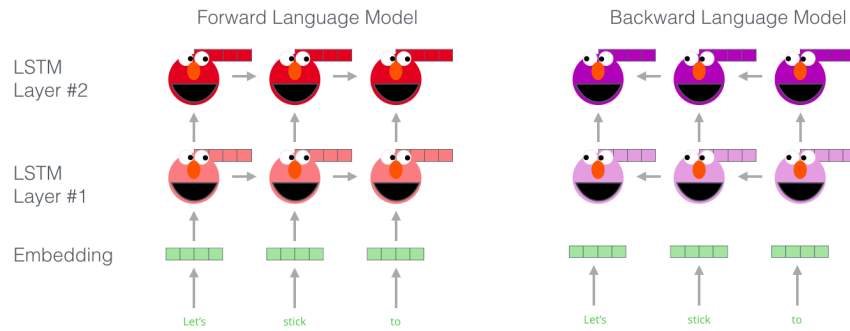 Forward Language Model
Backward Language Model
LSTM
Layer #2
LSTM
Layer #1
Embedding
Let's
stick
to
Let's
stick
to